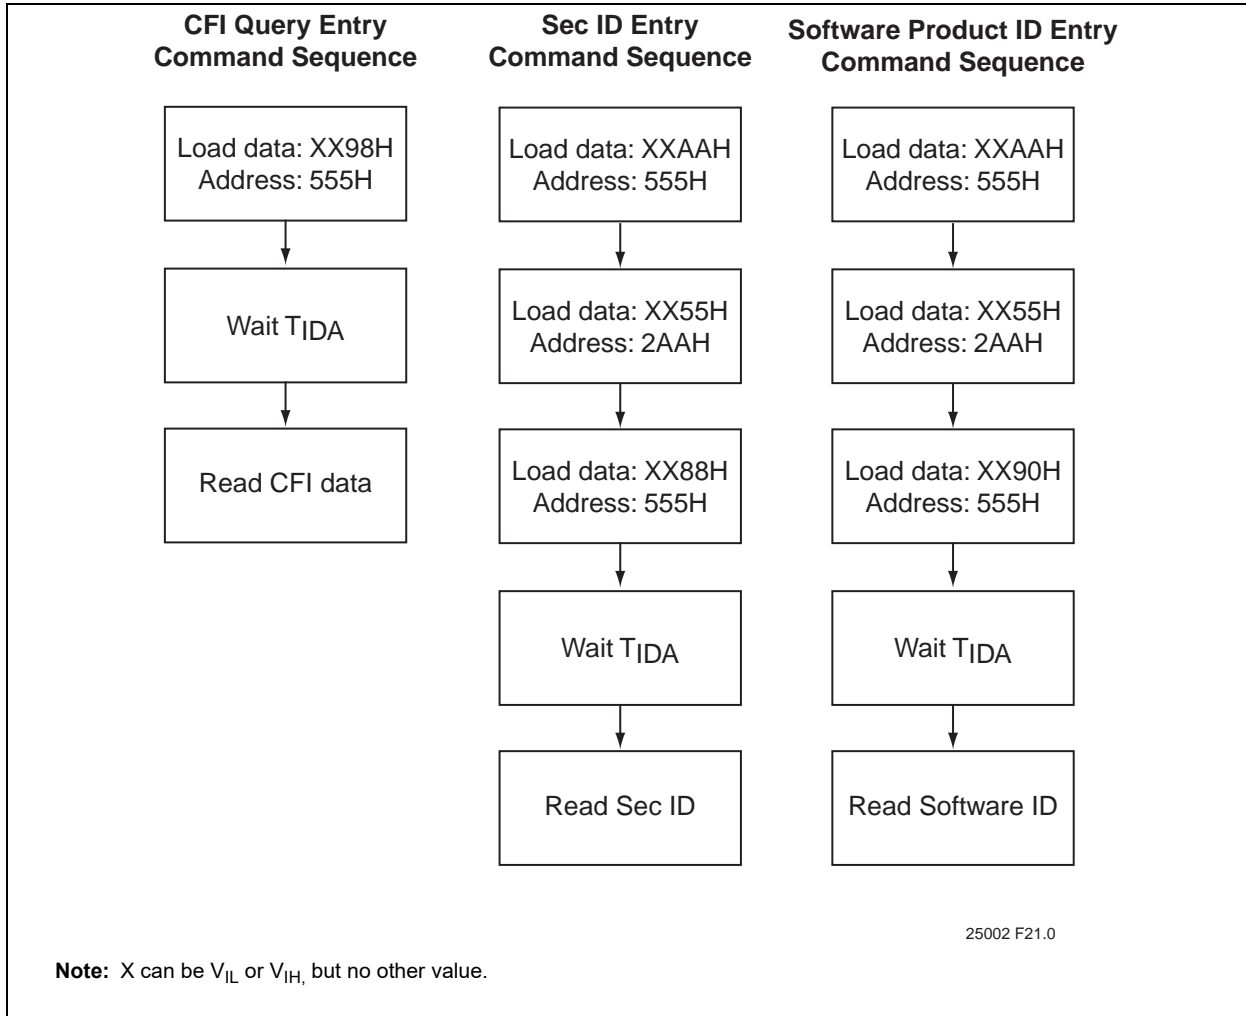 CFI Query Entry
Command Sequence
Load data: XX98H
Address: 555H
Wait TIDA
Read CFI data
Sec ID Entry
Command Sequence
Load data: XXAAH
Address: 555H
Load data: XX55H
Address: 2AAH
Load data: XX88H
Address: 555H
Wait TIDA
Read Sec ID
Software Product ID Entry
Command Sequence
Load data: XXAAH
Address: 555H
Load data: XX55H
Address: 2AAH
Load data: XX90H
Address: 555H
Wait TIDA
Read Software ID
25002 F21.0
Note: X can be VIL or VIH, but no other value.